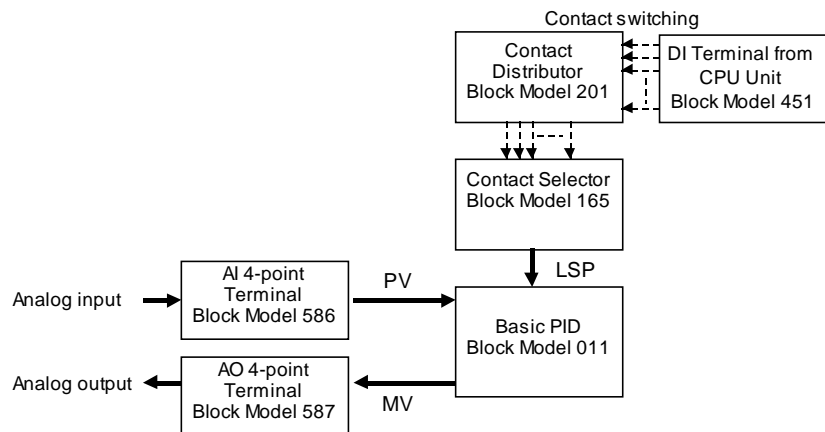 Contact switching
Contact
Distributor
Block Model 201
DI Terminal from
CPU Unit
Block Model 451
Contact Selector
Block Model 165
LSP
Analog input
AI 4-point
Terminal
Block Model 586
PV
Basic PID
Block Model 011
Analog output
AO 4-point
Terminal
Block Model 587
MV